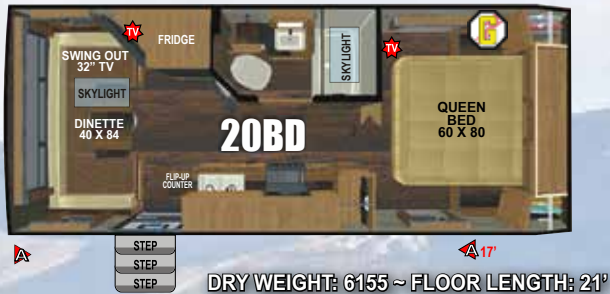 TV
FRIDGE
SWING OUT
32" TV
SKYLIGHT
DINETTE
40 X 84
SKYLIGHT
TV
G
QUEEN
BED
60 X 80
20BD
FLIP-UP
COUNTER
STEP
STEP
STEP
A
A 17'
DRY WEIGHT: 6155 ~ FLOOR LENGTH: 21'